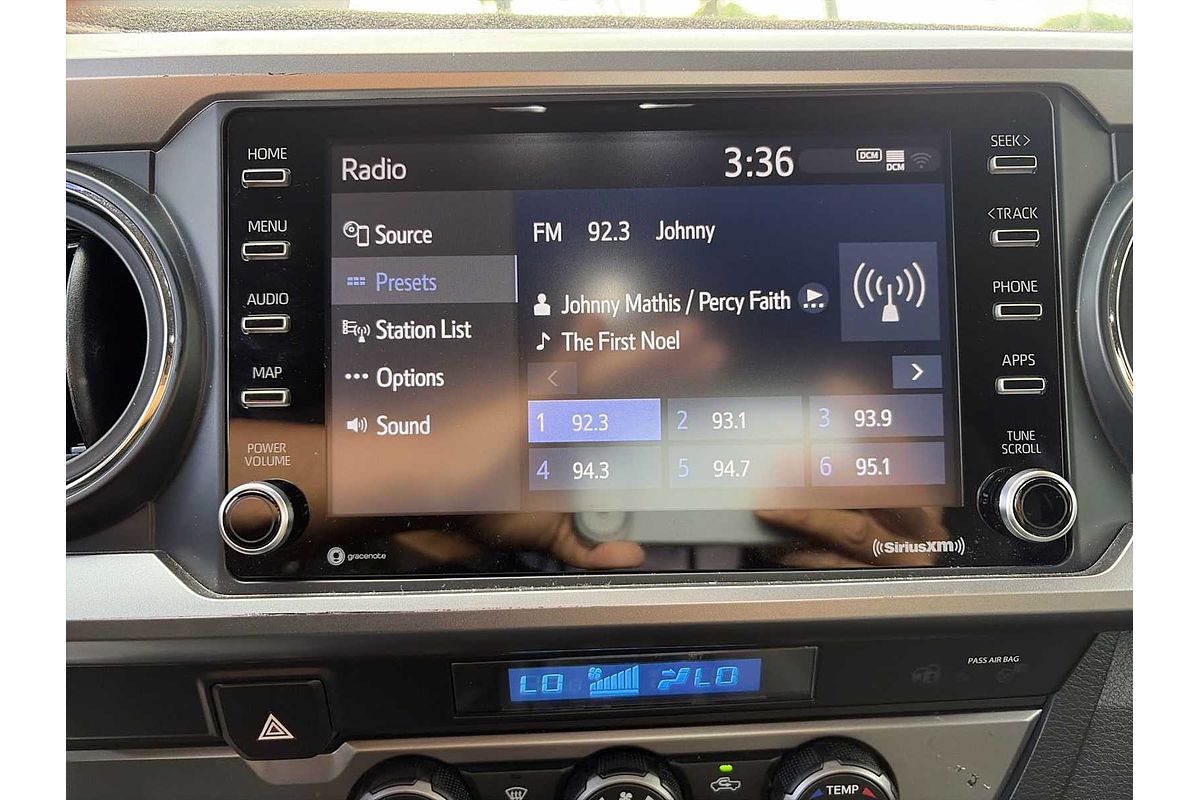 HOME
MENU
AUDIO
MAP
POWER
VOLUME
Radio
3:36
DCM
DCM
Source
Presets
Station List
Options
Sound
FM 92.3 Johnny
Johnny Mathis / Percy Faith
The First Noel
< >
1 92.3
2 93.1
3 93.9
4 94.3
5 94.7
6 95.1
SEEK>
<TRACK
PHONE
APPS
TUNE
SCROLL
gracenote
((SiriusXM))
LO LO
PASS AIR BAG
TEMP